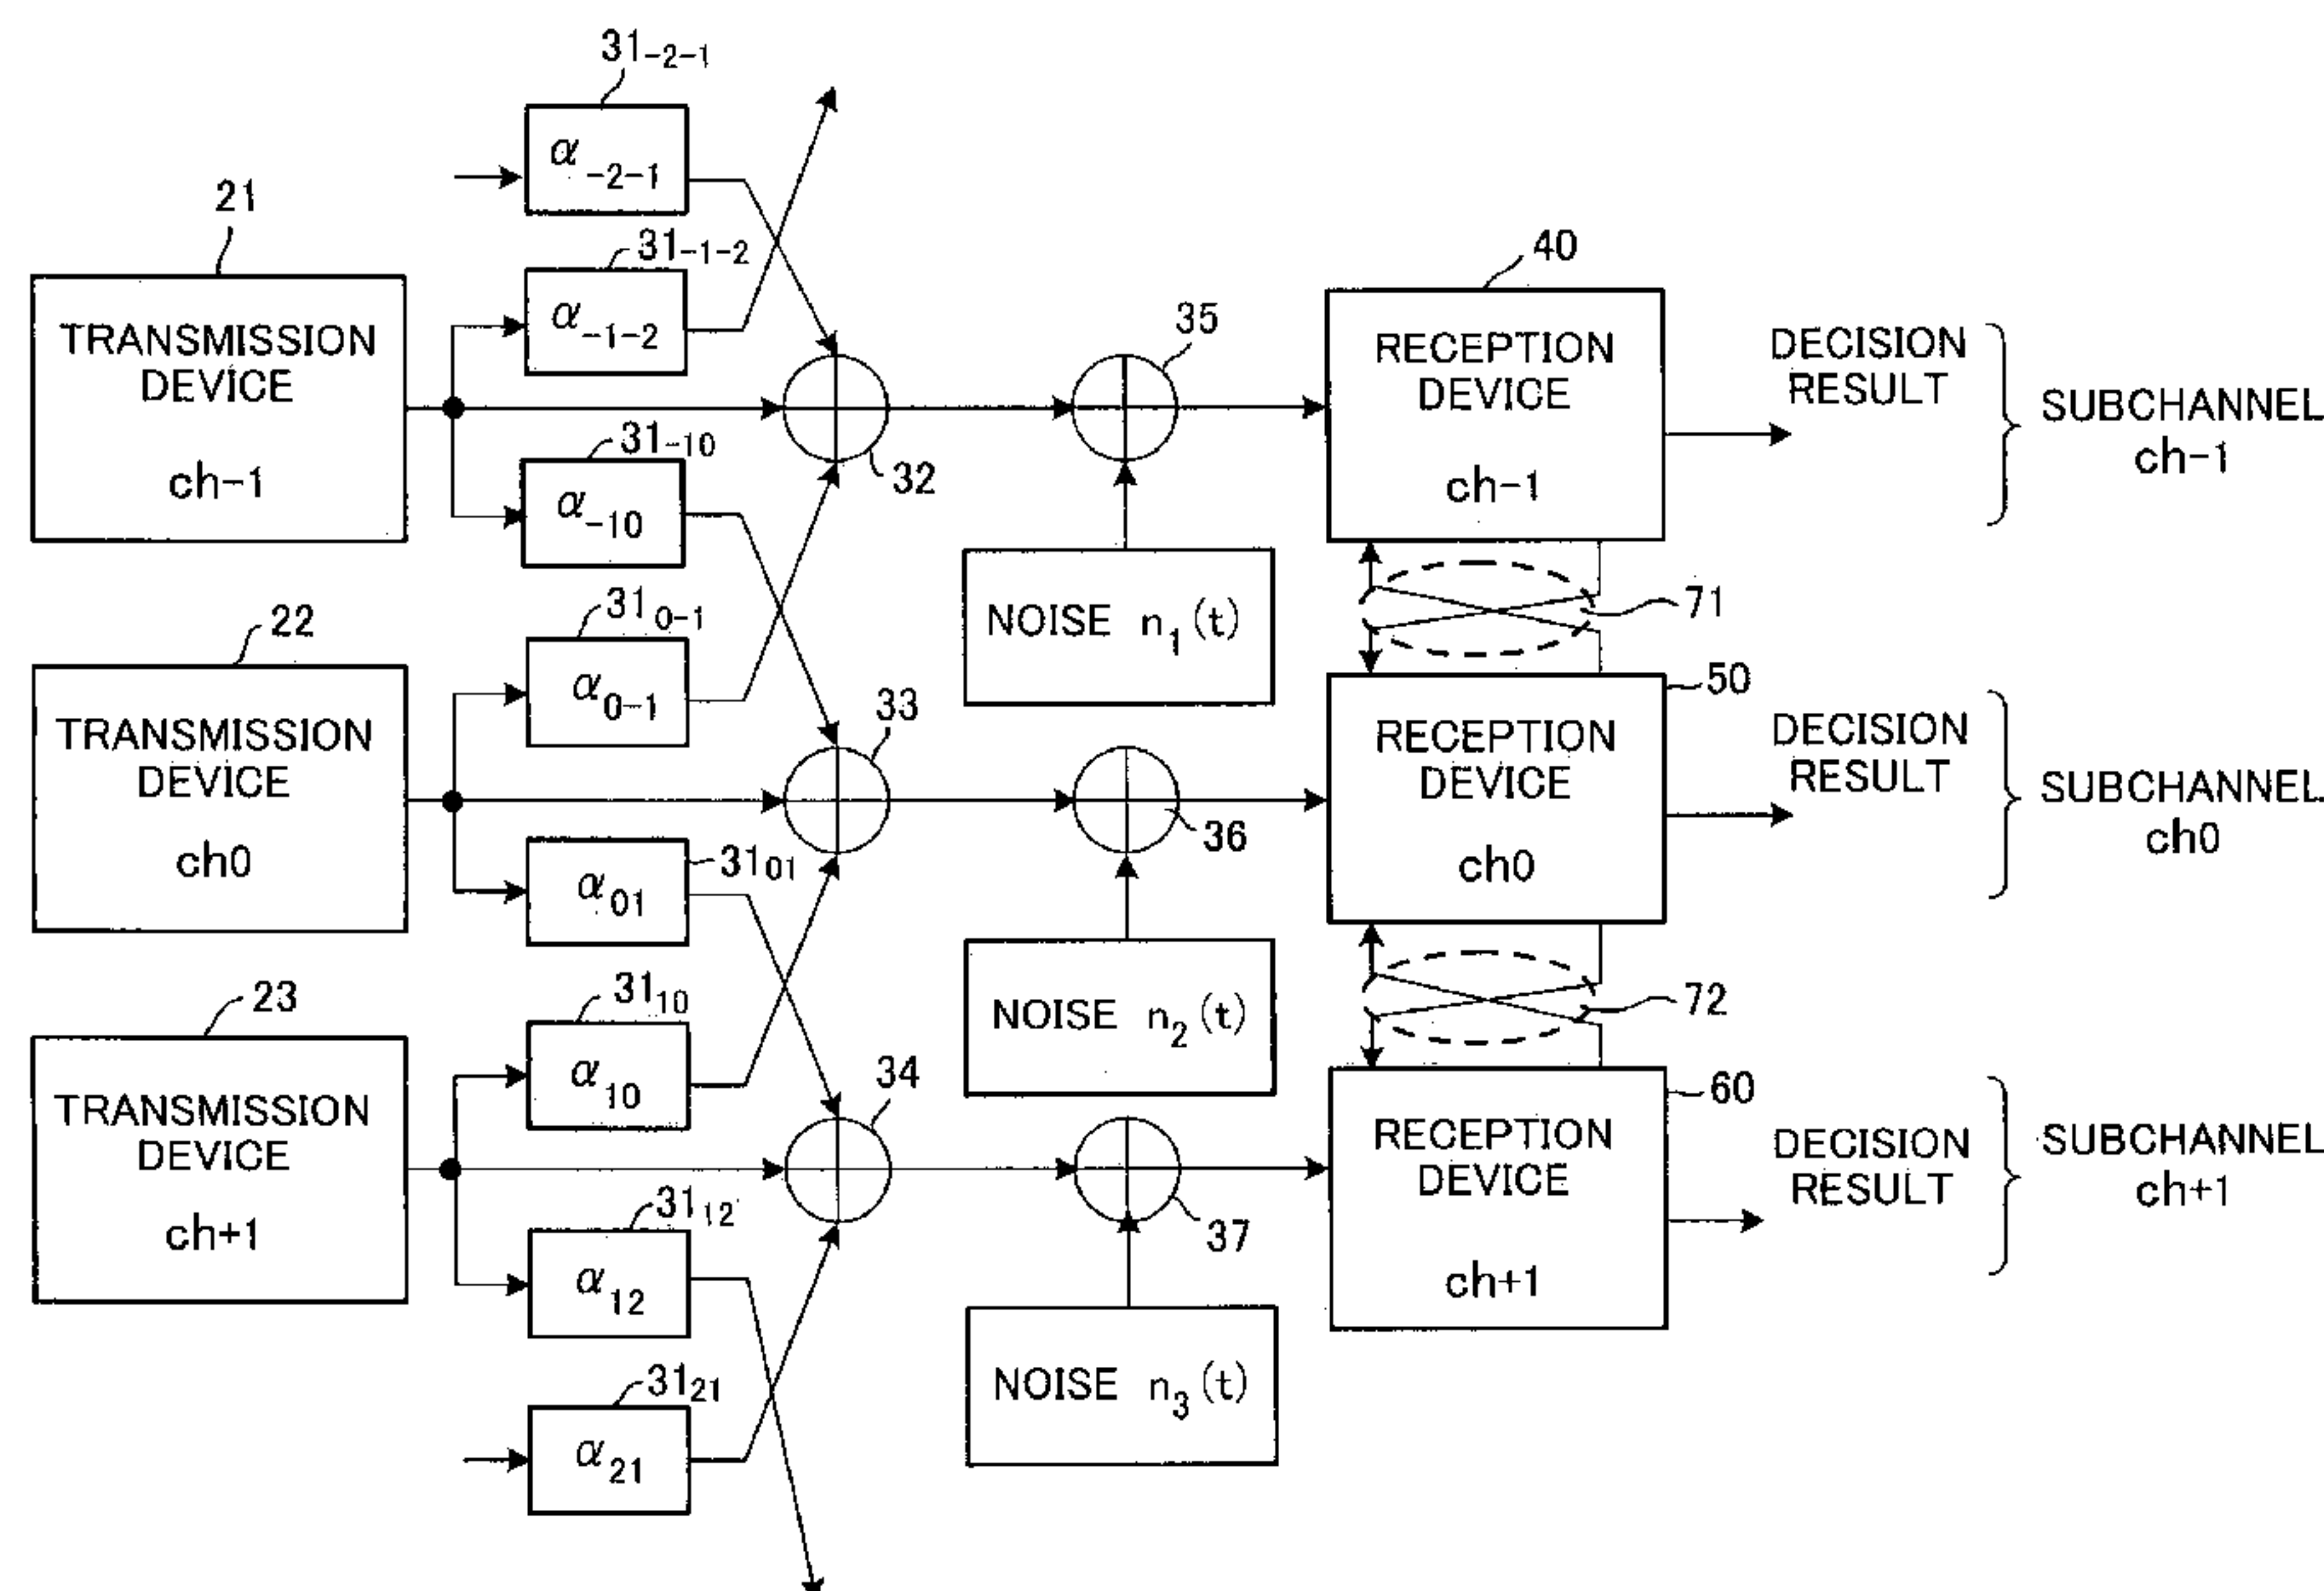 31-2-1
α-2-1
21
31-1-2
α-1-2
TRANSMISSION
DEVICE
ch-1
31-10
α-10
32
35
40
RECEPTION
DEVICE
ch-1
DECISION
RESULT
SUBCHANNEL
ch-1
NOISE n1(t)
71
22
310-1
α0-1
TRANSMISSION
DEVICE
ch0
33
3101
α01
36
50
RECEPTION
DEVICE
ch0
DECISION
RESULT
SUBCHANNEL
ch0
NOISE n2(t)
72
23
3110
α10
TRANSMISSION
DEVICE
ch+1
34
3112
α12
37
60
RECEPTION
DEVICE
ch+1
DECISION
RESULT
SUBCHANNEL
ch+1
NOISE n3(t)
3121
α21